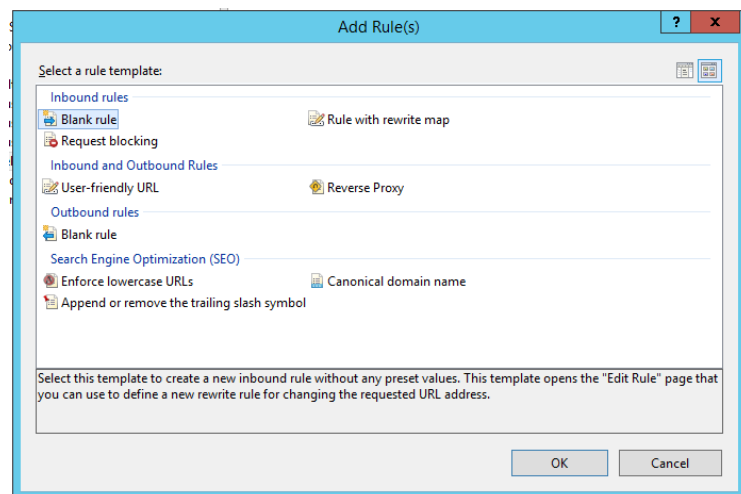 Add Rule(s)
?
x
Select a rule template:
Inbound rules
Blank rule
Rule with rewrite map
Request blocking
Inbound and Outbound Rules
User-friendly URL
Reverse Proxy
Outbound rules
Blank rule
Search Engine Optimization (SEO)
Enforce lowercase URLs
Canonical domain name
Append or remove the trailing slash symbol
Select this template to create a new inbound rule without any preset values. This template opens the "Edit Rule" page that
you can use to define a new rewrite rule for changing the requested URL address.
OK
Cancel